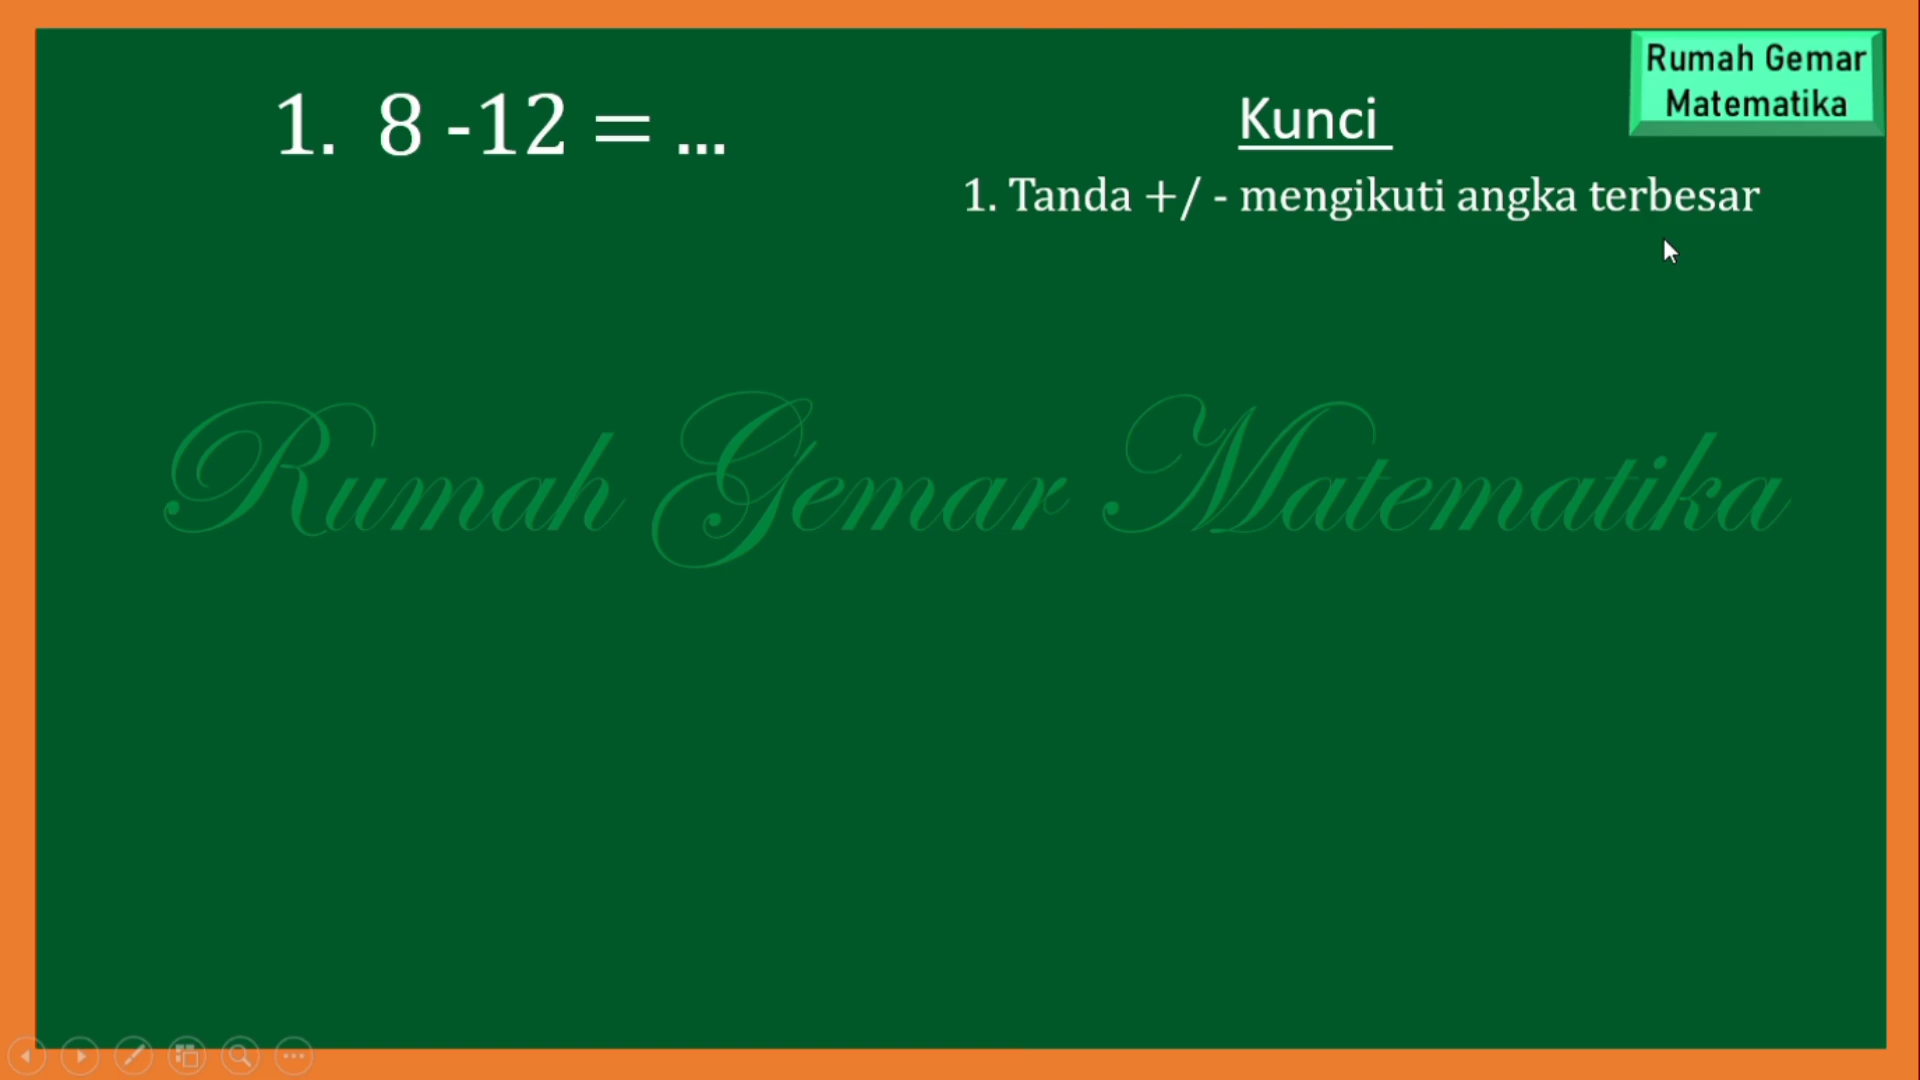 Rumah Gemar
Matematika
1. 8 -12 = ...
Kunci
1. Tanda +/ - mengikuti angka terbesar
Rumah Gemar Matematika